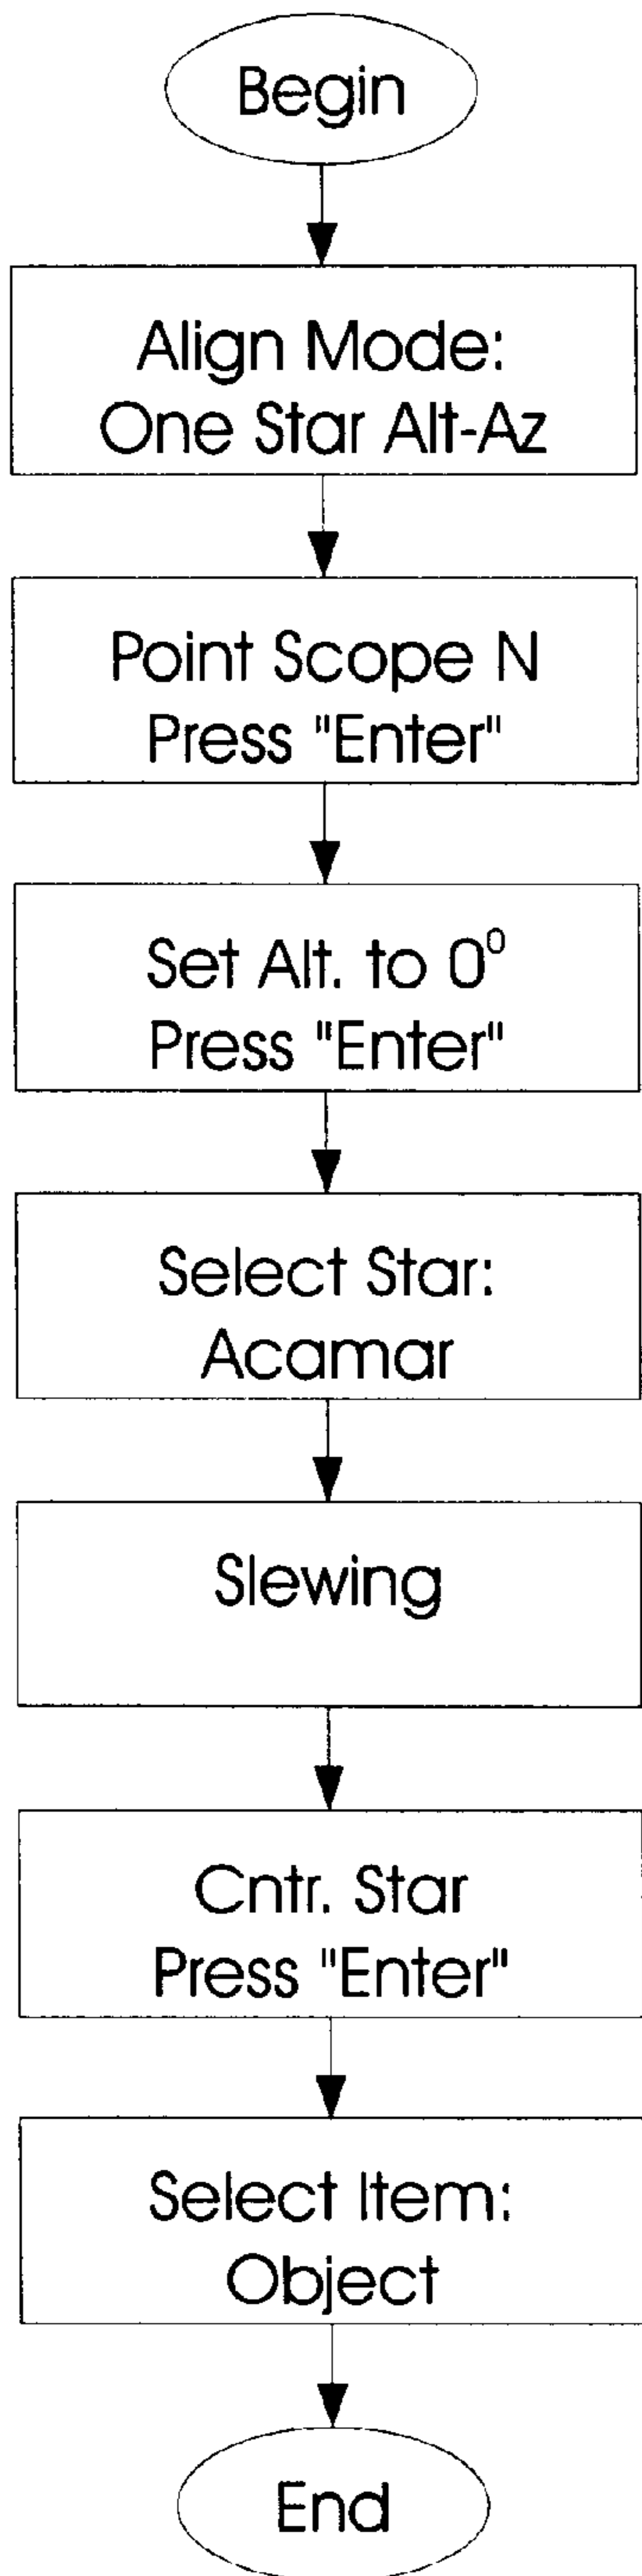 Begin
Align Mode:
One Star Alt-Az
Point Scope N
Press "Enter"
Set Alt. to 0⁰
Press "Enter"
Select Star:
Acamar
Slewing
Cntr. Star
Press "Enter"
Select Item:
Object
End